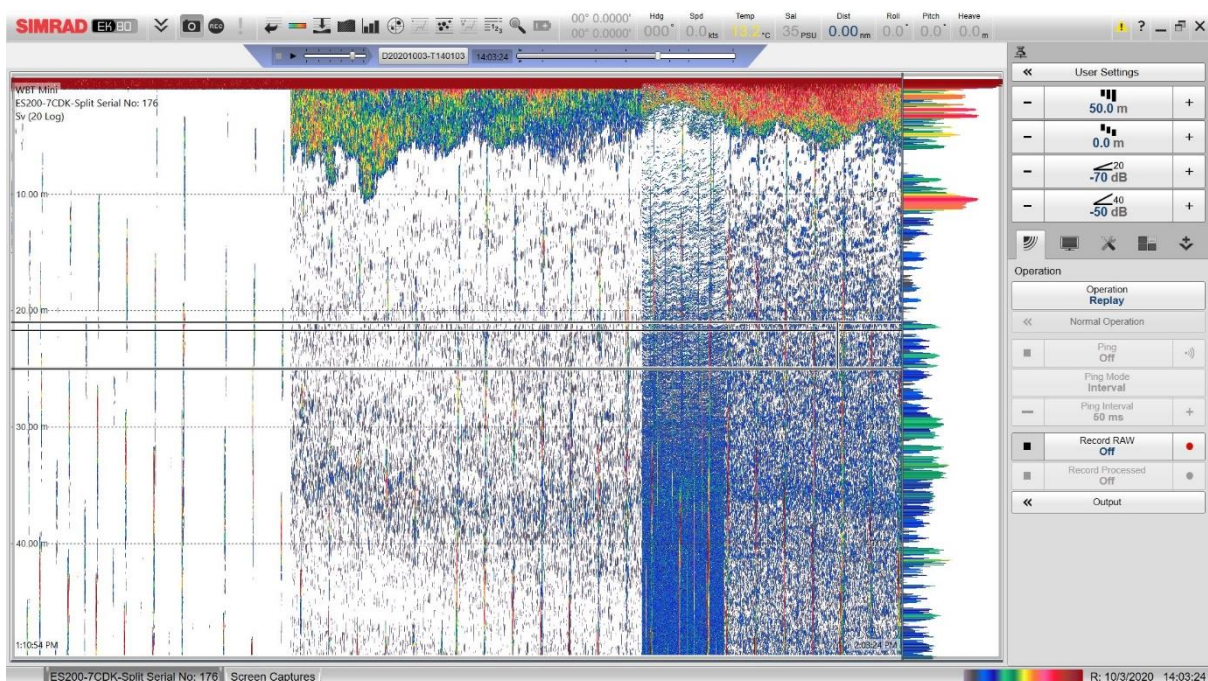 SIMRAD EK80
REC
00° 0.0000'
00° 0.0000'
Hdg
000°
Spd
0.0 kts
Temp
13.2 °C
Sal
35 PSU
Dist
0.00 nm
Roll
0.0°
Pitch
0.0°
Heave
0.0 m
D20201003-T140103
14:03:24
WBT Mini
ES200-7CDK-Split Serial No: 176
Sv (20 Log)
10.00 m
20.00 m
30.00 m
40.00 m
1:10:54 PM
2:03:24 PM
User Settings
50.0 m
0.0 m
20
-70 dB
40
-50 dB
Operation
Operation
Replay
Normal Operation
Ping
Off
Ping Mode
Interval
Ping Interval
50 ms
Record RAW
Off
Record Processed
Off
Output
ES200-7CDK-Split Serial No: 176
Screen Captures
R: 10/3/2020 14:03:24